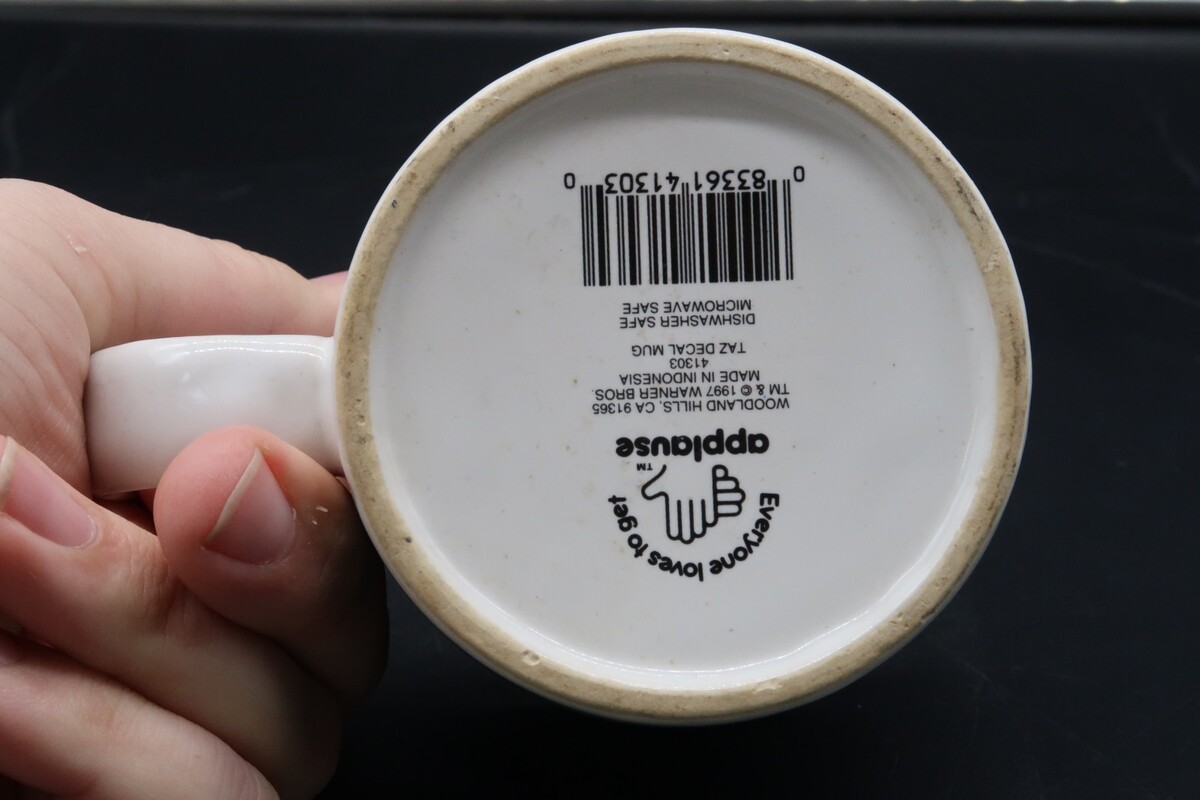 Everyone loves to get
TM
applause
WOODLAND HILLS, CA 91365
TM & © 1997 WARNER BROS.
MADE IN INDONESIA
41303
TAZ DECAL MUG
DISHWASHER SAFE
MICROWAVE SAFE
0 83361 41303 0